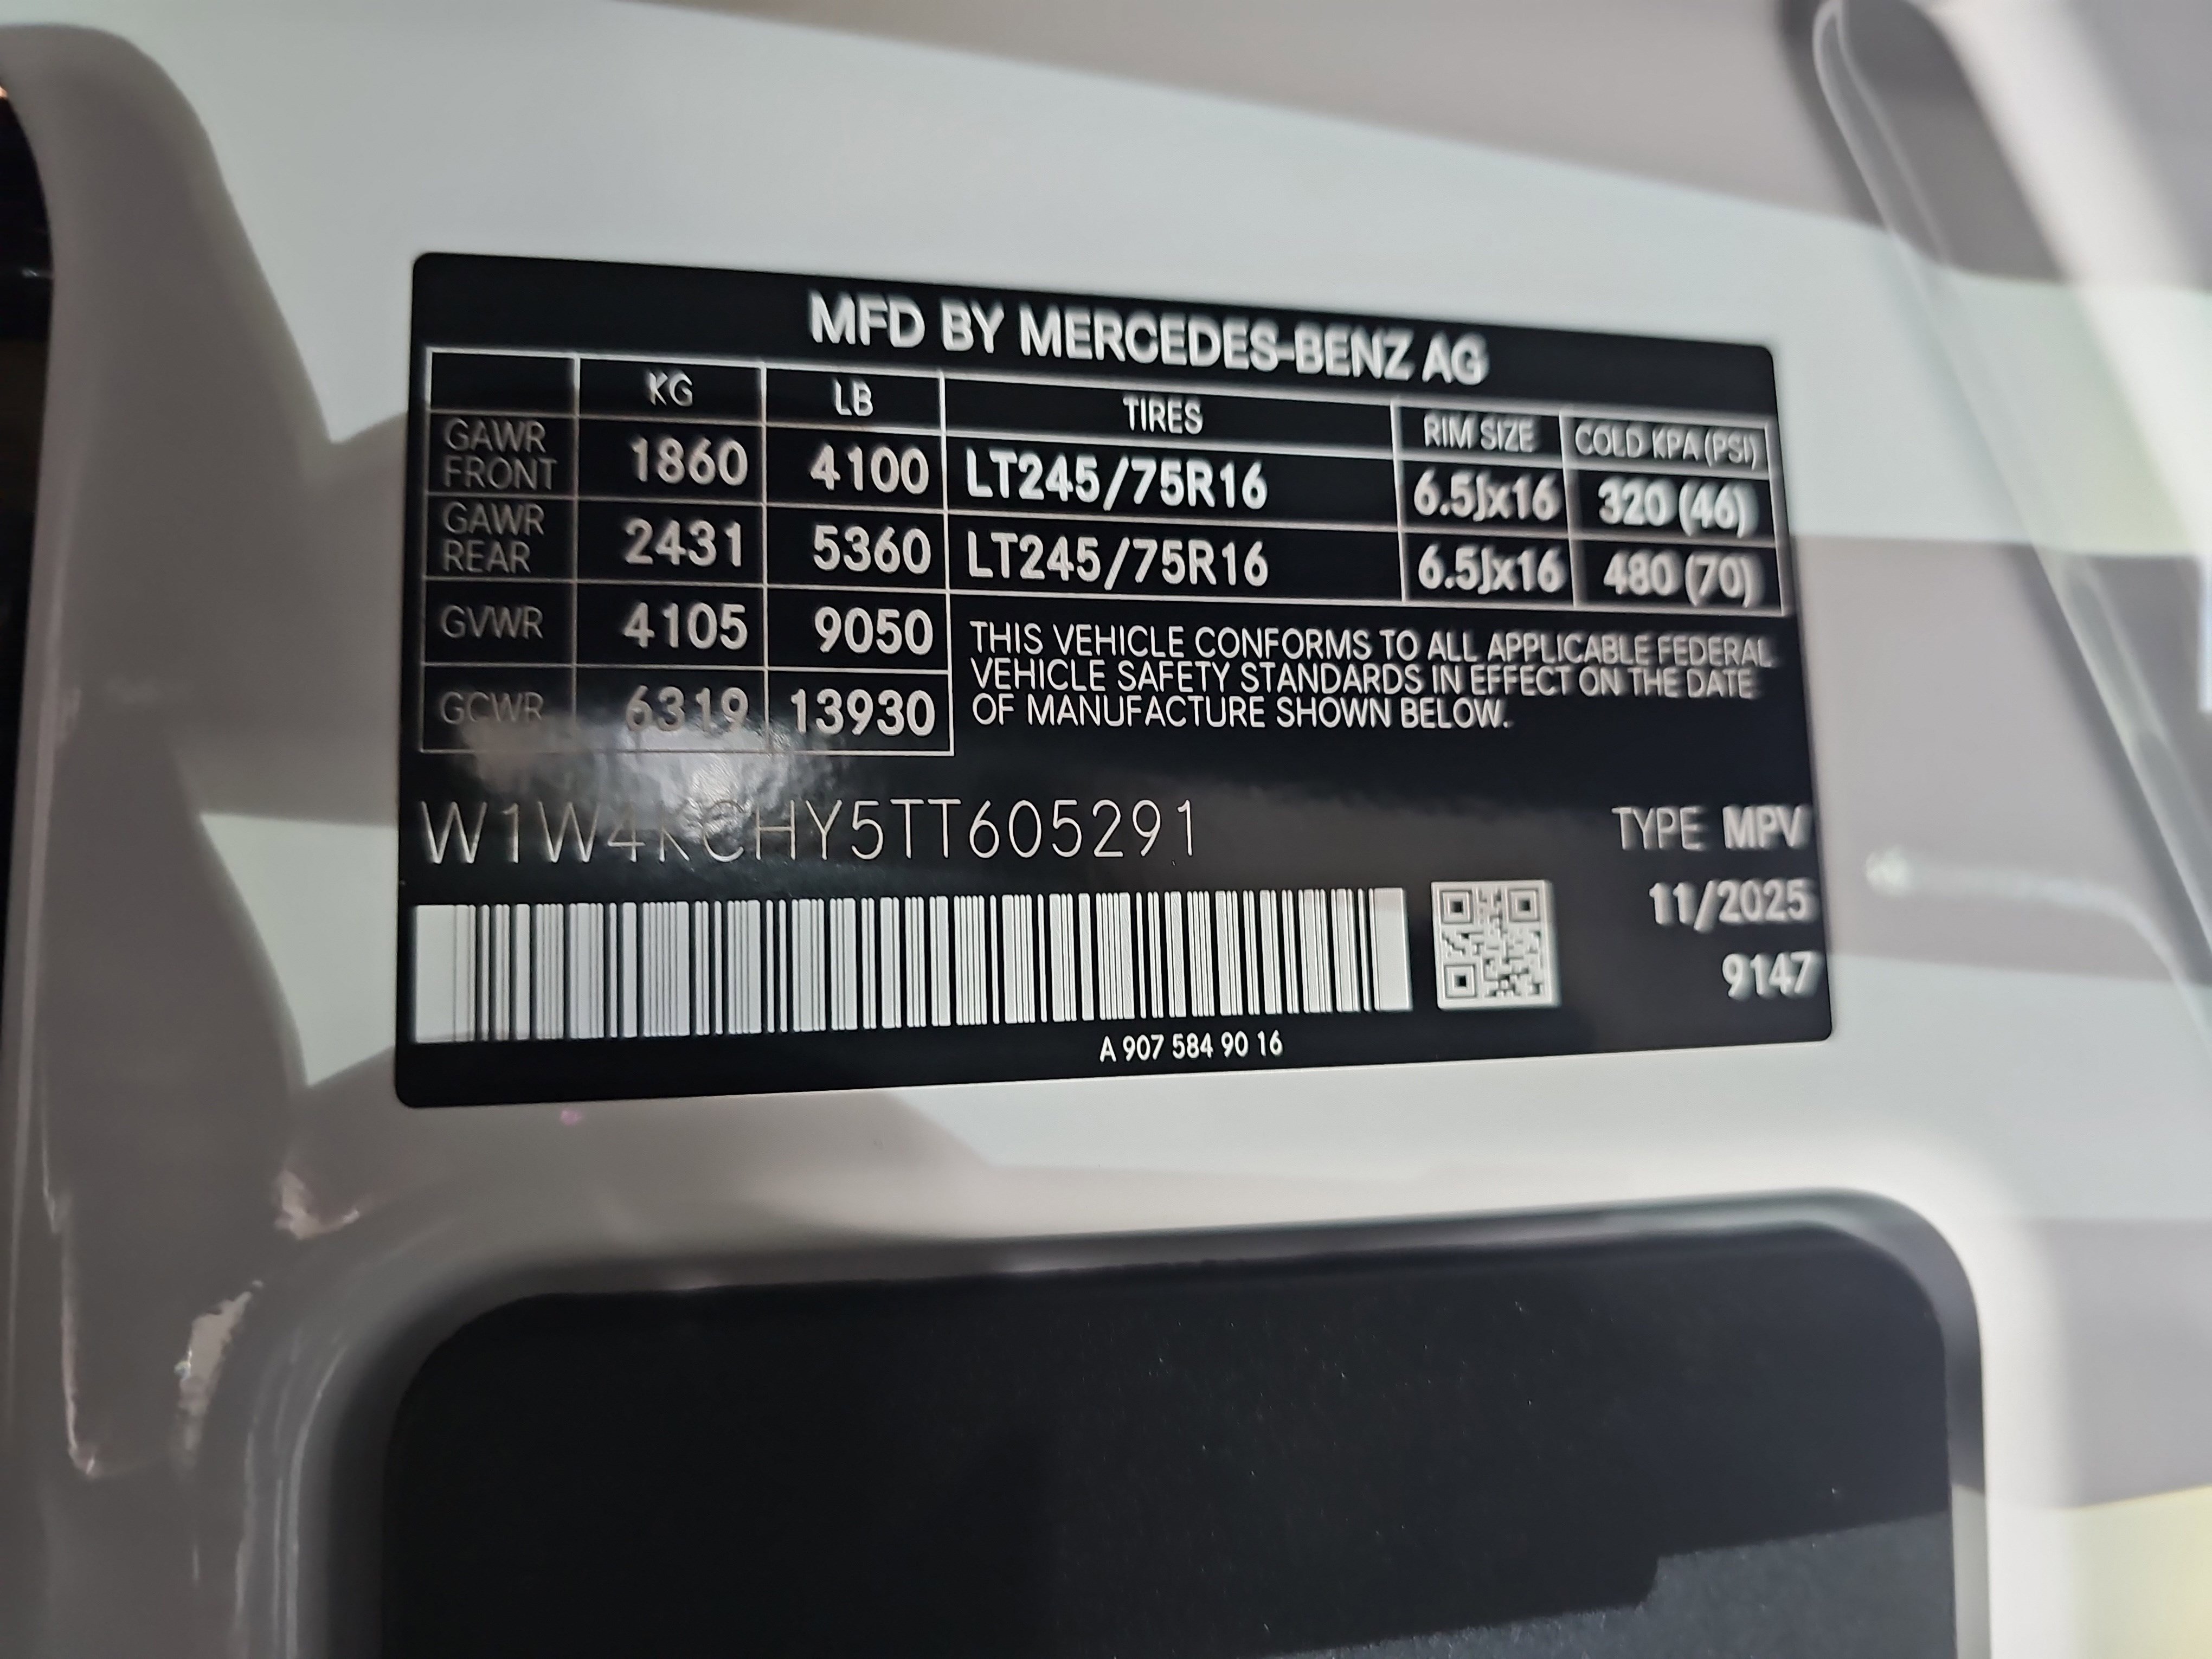 MFD BY MERCEDES-BENZ AG
KG LB TIRES RIM SIZE COLD KPA (PSI)
GAWR FRONT 1860 4100 LT245/75R16 6.5Jx16 320 (46)
GAWR REAR 2431 5360 LT245/75R16 6.5Jx16 480 (70)
GVWR 4105 9050
GCWR 6319 13930
THIS VEHICLE CONFORMS TO ALL APPLICABLE FEDERAL
VEHICLE SAFETY STANDARDS IN EFFECT ON THE DATE
OF MANUFACTURE SHOWN BELOW.
W1W4KCHY5TT605291
TYPE MPV
11/2025
9147
A 907 584 90 16